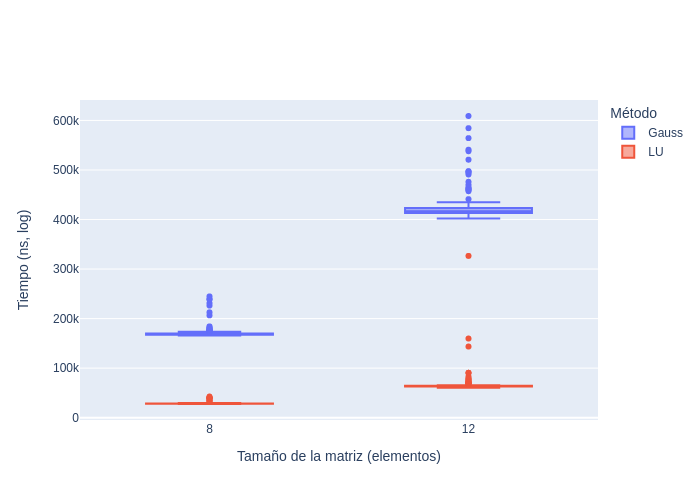 Método
Gauss
LU
600k
500k
400k
300k
200k
100k
0
8
12
Tiempo (ns, log)
Tamaño de la matriz (elementos)